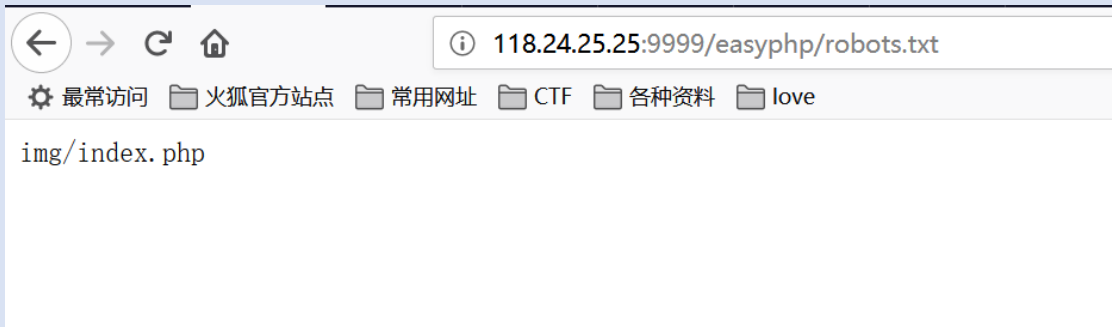 118.24.25.25:9999/easyphp/robots.txt
最常访问 火狐官方站点 常用网址 CTF 各种资料 love
img/index.php